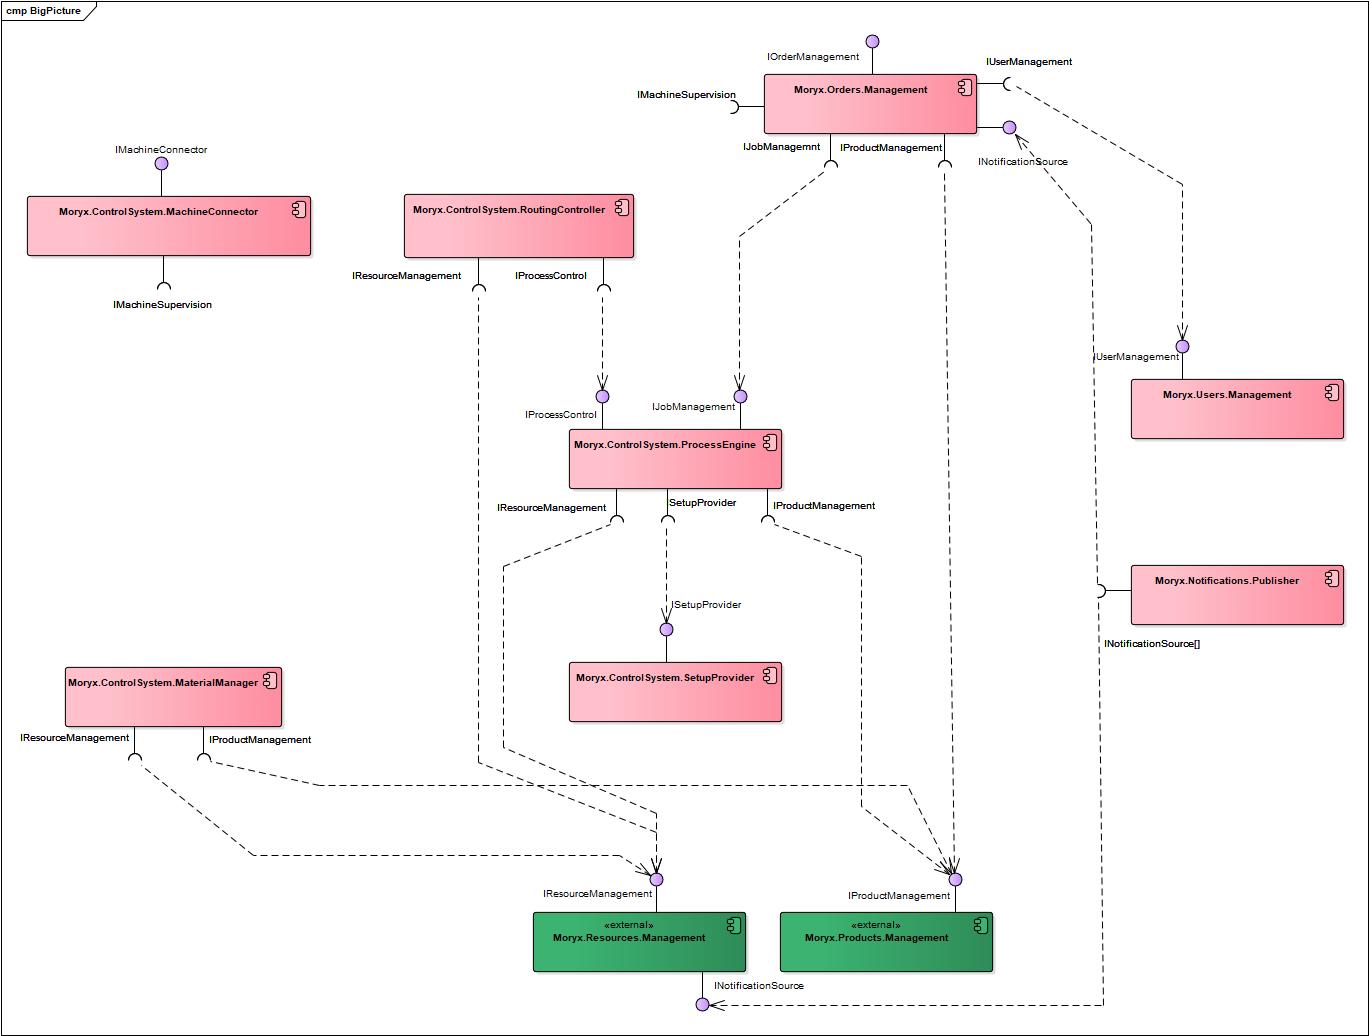 cmp BigPicture
IOrderManagement
IUserManagement
Moryx.Orders.Management
IMachineSupervision
IJobManagemnt
IProductManagement
INotificationSource
IMachineConnector
Moryx.ControlSystem.MachineConnector
IMachineSupervision
Moryx.ControlSystem.RoutingController
IResourceManagement
IProcessControl
IUserManagement
Moryx.Users.Management
IProcessControl
IJobManagement
Moryx.ControlSystem.ProcessEngine
IResourceManagement
ISetupProvider
IProductManagement
Moryx.Notifications.Publisher
INotificationSource[]
ISetupProvider
Moryx.ControlSystem.SetupProvider
Moryx.ControlSystem.MaterialManager
IResourceManagement
IProductManagement
IResourceManagement
IProductManagement
«external»
Moryx.Resources.Management
«external»
Moryx.Products.Management
INotificationSource